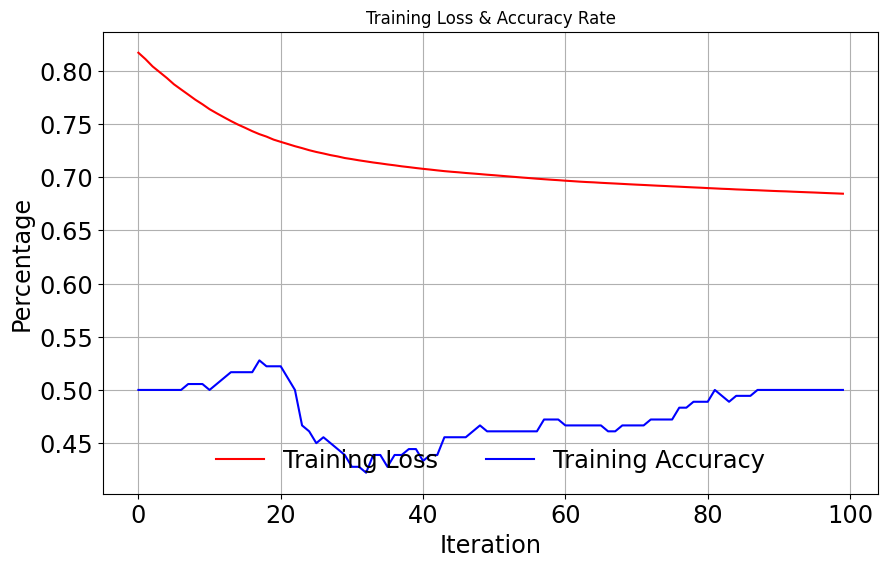 Training Loss & Accuracy Rate
Percentage
0.80
0.75
0.70
0.65
0.60
0.55
0.50
0.45
Training Loss
Training Accuracy
0 20 40 60 80 100
Iteration